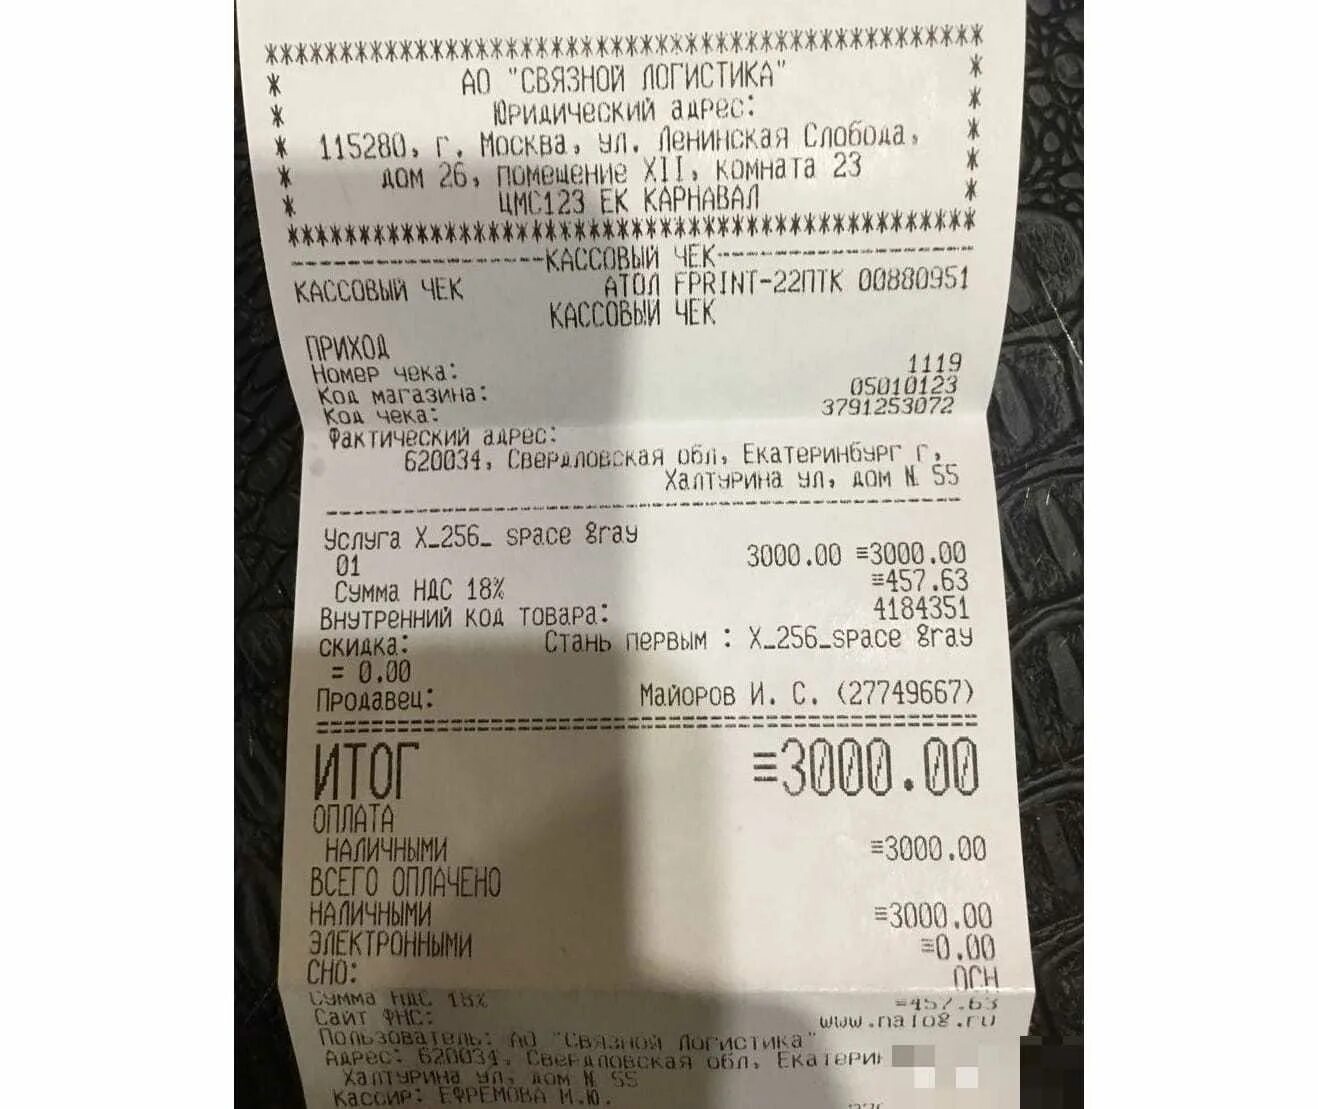 ************************************************
* АО "СВЯЗНОЙ ЛОГИСТИКА" *
* Юридический адрес: *
* 115280, г. Москва, ул. Ленинская Слобода, *
* дом 26, помещение XII, комната 23 *
* ЦМС123 ЕК КАРНАВАЛ *
************************************************
КАССОВЫЙ ЧЕК
КАССОВЫЙ ЧЕК АТОЛ FPRINT-22ПТК 00880951
КАССОВЫЙ ЧЕК
ПРИХОД
Номер чека: 1119
Код магазина: 05010123
Код чека: 3791253072
Фактический адрес:
620034, Свердловская обл, Екатеринбург г,
Халтурина ул, дом № 55
Услуга X_256_ space gray
01 3000.00 ≡3000.00
Сумма НДС 18% ≡457.63
Внутренний код товара: 4184351
скидка: Стань первым : X_256_space gray
= 0.00
Продавец: Майоров И. С. (27749667)
ИТОГ ≡3000.00
ОПЛАТА
НАЛИЧНЫМИ ≡3000.00
ВСЕГО ОПЛАЧЕНО
НАЛИЧНЫМИ ≡3000.00
ЭЛЕКТРОННЫМИ ≡0.00
СНО: ОСН
Сумма НДС 18% ≡457.63
Сайт ФНС: www.nalog.ru
Пользователь: АО "Связной Логистика"
Адрес: 620034, Свердловская обл, Екатерин
Халтурина ул, дом № 55
Кассир: ЕФРЕМОВА М.Ю.